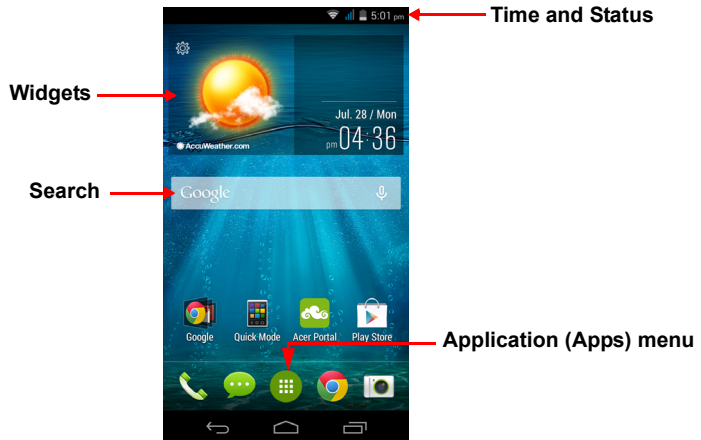 5:01 pm
Time and Status
Widgets
Jul. 28 / Mon
pm 04:36
AccuWeather.com
Search
Google
Google
Quick Mode
Acer Portal
Play Store
Application (Apps) menu